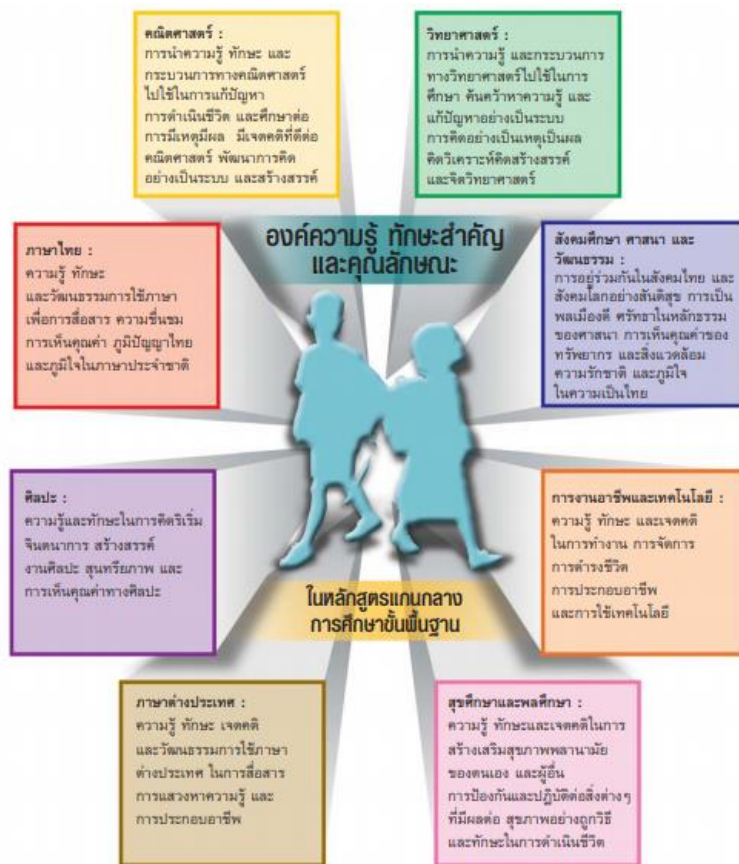 คณิตศาสตร์ :
การนำความรู้ ทักษะ และ
กระบวนการทางคณิตศาสตร์
ไปใช้ในการแก้ปัญหา
การดำเนินชีวิต และศึกษาต่อ
การมีเหตุมีผล มีเจตคติที่ดีต่อ
คณิตศาสตร์ พัฒนาการคิด
อย่างเป็นระบบ และสร้างสรรค์
วิทยาศาสตร์ :
การนำความรู้ และกระบวนการ
ทางวิทยาศาสตร์ไปใช้ในการ
ศึกษา ค้นคว้าหาความรู้ และ
แก้ปัญหาอย่างเป็นระบบ
การคิดอย่างเป็นเหตุเป็นผล
คิดวิเคราะห์คิดสร้างสรรค์
และจิตวิทยาศาสตร์
องค์ความรู้ ทักษะสำคัญ
และคุณลักษณะ
ภาษาไทย :
ความรู้ ทักษะ
และวัฒนธรรมการใช้ภาษา
เพื่อการสื่อสาร ความชื่นชม
การเห็นคุณค่า ภูมิปัญญาไทย
และภูมิใจในภาษาประจำชาติ
สังคมศึกษา ศาสนา และ
วัฒนธรรม :
การอยู่ร่วมกันในสังคมไทย และ
สังคมโลกอย่างสันติสุข การเป็น
พลเมืองดี ศรัทธาในหลักธรรม
ของศาสนา การเห็นคุณค่าของ
ทรัพยากร และสิ่งแวดล้อม
ความรักชาติ และภูมิใจ
ในความเป็นไทย
ศิลปะ :
ความรู้และทักษะในการคิดริเริ่ม
จินตนาการ สร้างสรรค์
งานศิลปะ สุนทรียภาพ และ
การเห็นคุณค่าทางศิลปะ
การงานอาชีพและเทคโนโลยี :
ความรู้ ทักษะ และเจตคติ
ในการทำงาน การจัดการ
การดำรงชีวิต
การประกอบอาชีพ
และการใช้เทคโนโลยี
ในหลักสูตรแกนกลาง
การศึกษาขั้นพื้นฐาน
ภาษาต่างประเทศ :
ความรู้ ทักษะ เจตคติ
และวัฒนธรรมการใช้ภาษา
ต่างประเทศ ในการสื่อสาร
การแสวงหาความรู้ และ
การประกอบอาชีพ
สุขศึกษาและพลศึกษา :
ความรู้ ทักษะและเจตคติในการ
สร้างเสริมสุขภาพพลานามัย
ของตนเอง และผู้อื่น
การป้องกันและปฏิบัติต่อสิ่งต่างๆ
ที่มีผลต่อ สุขภาพอย่างถูกวิธี
และทักษะในการดำเนินชีวิต